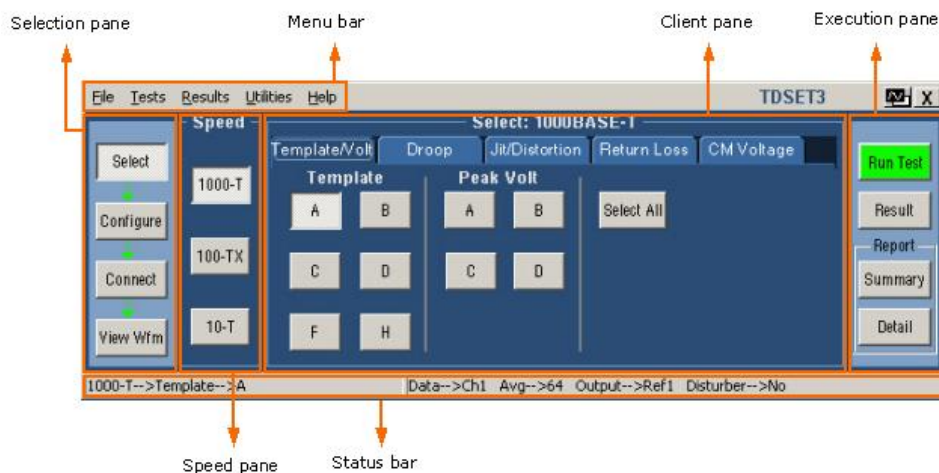 Selection pane
Menu bar
Client pane
Execution pane
File Tests Results Utilities Help
TDSET3
X
Speed
Select: 1000BASE-T
Template/Volt
Droop
Jit/Distortion
Return Loss
CM Voltage
Select
Configure
Connect
View Wfm
1000-T
100-TX
10-T
Template
A
B
C
D
F
H
Peak Volt
A
B
C
D
Select All
Run Test
Result
Report
Summary
Detail
1000-T-->Template-->A
Data-->Ch1 Avg-->64 Output-->Ref1 Disturber-->No
Speed pane
Status bar